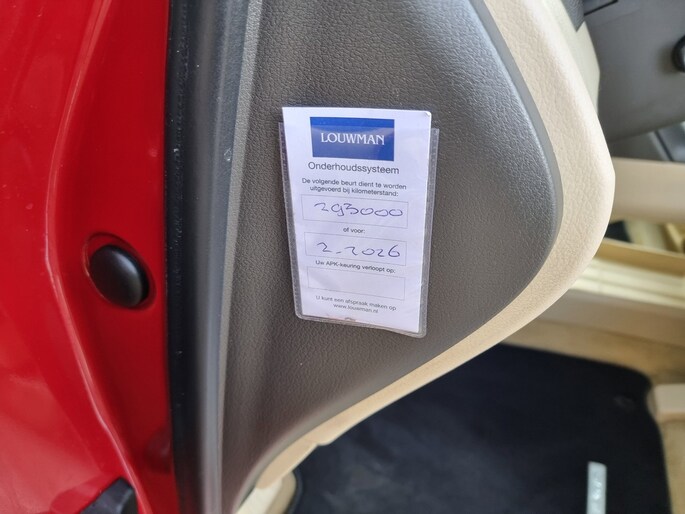 LOUWMAN
Onderhoudssysteem
De volgende beurt dient te worden
uitgevoerd bij kilometerstand:
293000
of voor:
2-2026
Uw APK-keuring verloopt op:
U kunt een afspraak maken op
www.louwman.nl